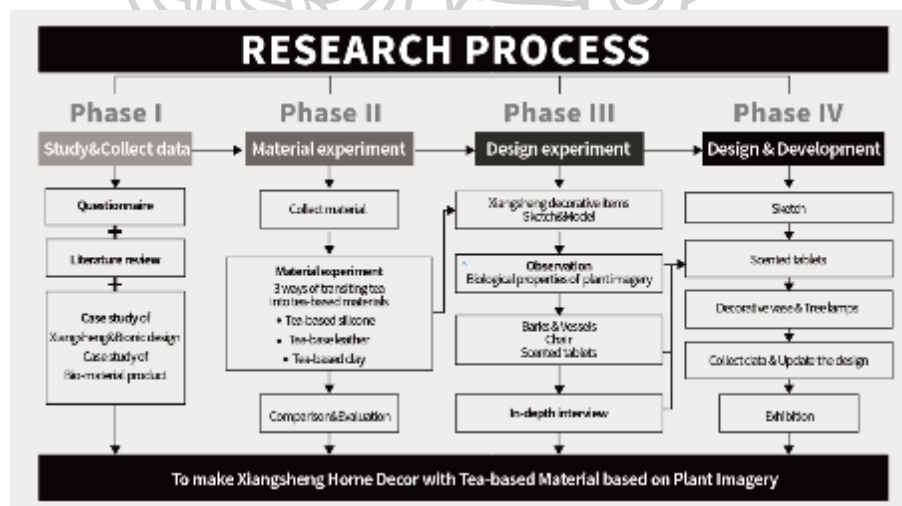 RESEARCH PROCESS
Phase I
Study&Collect data
Questionnaire
+
Literature review
+
Case study of
Xiangsheng&Bionic design
Case study of
Bio-material product
Phase II
Material experiment
Collect material
Material experiment
3 ways of transiting tea
into tea-based materials
• Tea-based silicone
• Tea-base leather
• Tea-based clay
Comparison&Evaluation
Phase III
Design experiment
Xiangsheng decorative items
Sketch&Model
Observation
Biological properties of plant imagery
Barks & Vessels
Chair
Scented tablets
In-depth interview
Phase IV
Design & Development
Sketch
Scented tablets
Decorative vase & Tree lamps
Collect data & Update the design
Exhibition
To make Xiangsheng Home Decor with Tea-based Material based on Plant Imagery